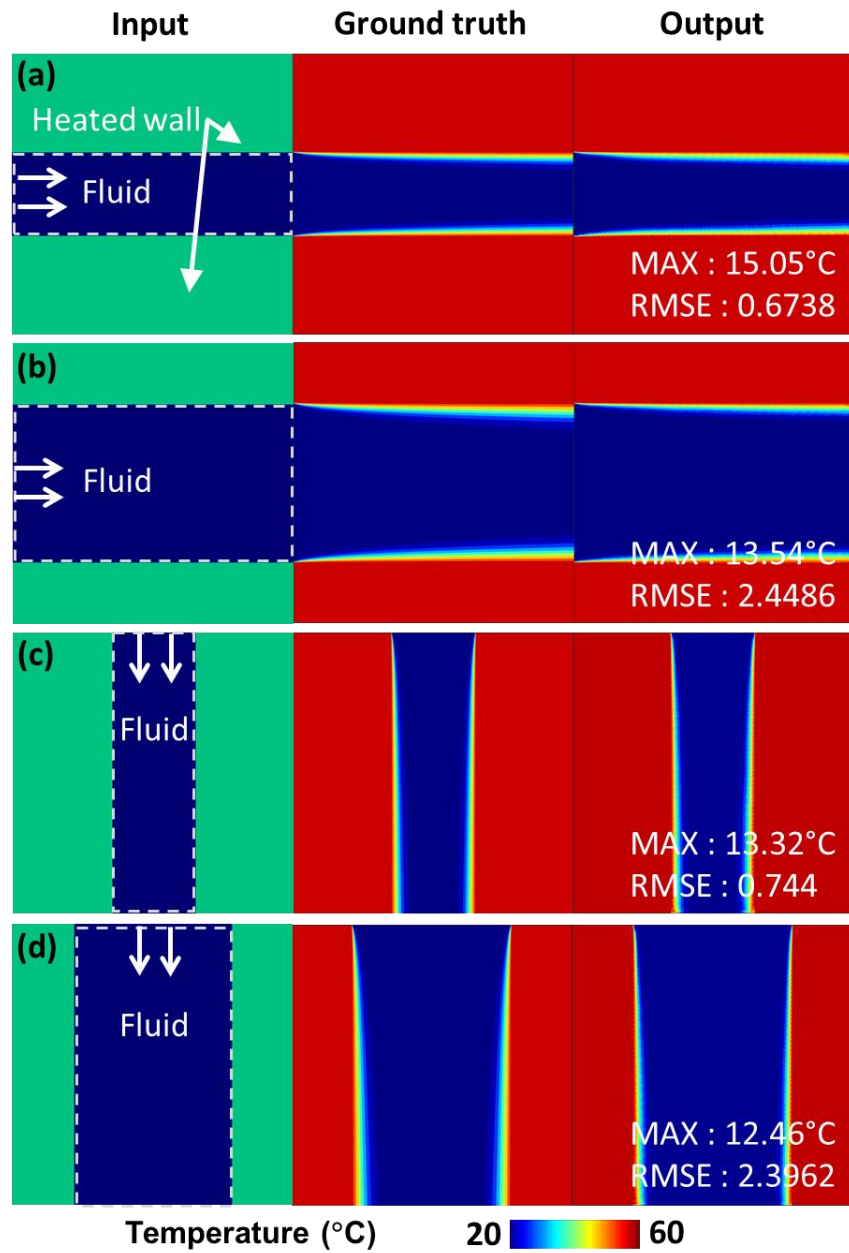 Input Ground truth Output
(a)
Heated wall
Fluid
MAX : 15.05°C
RMSE : 0.6738
(b)
Fluid
MAX : 13.54°C
RMSE : 2.4486
(c)
Fluid
MAX : 13.32°C
RMSE : 0.744
(d)
Fluid
MAX : 12.46°C
RMSE : 2.3962
Temperature (°C) 20 60